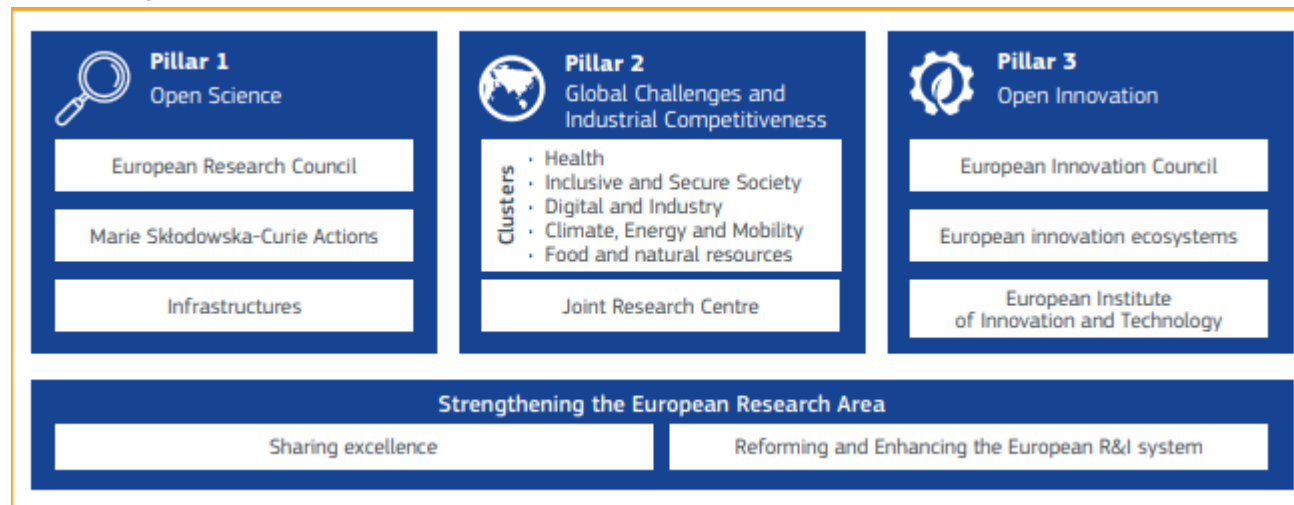 Pillar 1
Open Science
European Research Council
Marie Skłodowska-Curie Actions
Infrastructures
Pillar 2
Global Challenges and
Industrial Competitiveness
Clusters
· Health
· Inclusive and Secure Society
· Digital and Industry
· Climate, Energy and Mobility
· Food and natural resources
Joint Research Centre
Pillar 3
Open Innovation
European Innovation Council
European innovation ecosystems
European Institute
of Innovation and Technology
Strengthening the European Research Area
Sharing excellence
Reforming and Enhancing the European R&I system